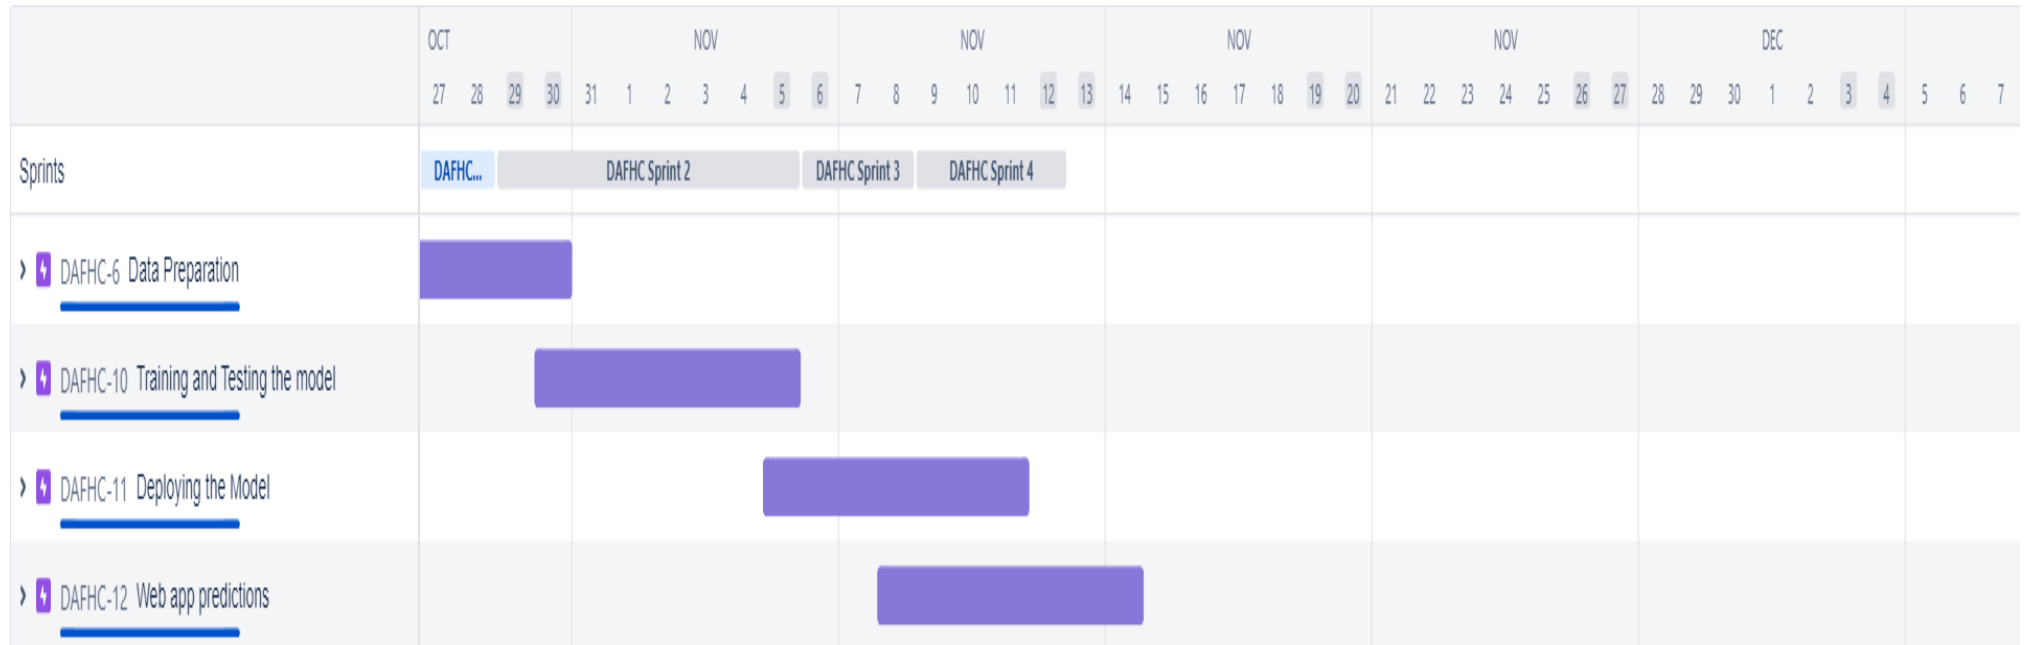 OCT NOV NOV NOV NOV DEC
27 28 29 30 31 1 2 3 4 5 6 7 8 9 10 11 12 13 14 15 16 17 18 19 20 21 22 23 24 25 26 27 28 29 30 1 2 3 4 5 6 7
Sprints DAFHC... DAFHC Sprint 2 DAFHC Sprint 3 DAFHC Sprint 4
DAFHC-6 Data Preparation
DAFHC-10 Training and Testing the model
DAFHC-11 Deploying the Model
DAFHC-12 Web app predictions